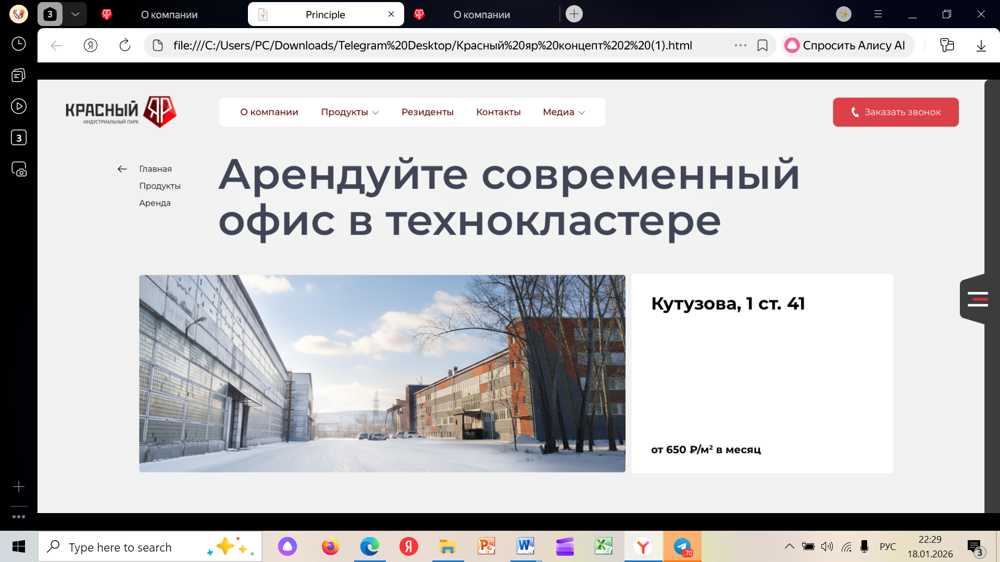 3
О компании
Principle
О компании
file:///C:/Users/PC/Downloads/Telegram%20Desktop/Красный%20яр%20концепт%202%20(1).html
Спросить Алису AI
3
КРАСНЫЙ ЯР
ИНДУСТРИАЛЬНЫЙ ПАРК
О компании
Продукты
Резиденты
Контакты
Медиа
Заказать звонок
Главная
Продукты
Аренда
Арендуйте современный
офис в технокластере
Кутузова, 1 ст. 41
от 650 ₽/м² в месяц
Type here to search
..70
РУС
22:29
18.01.2026
3